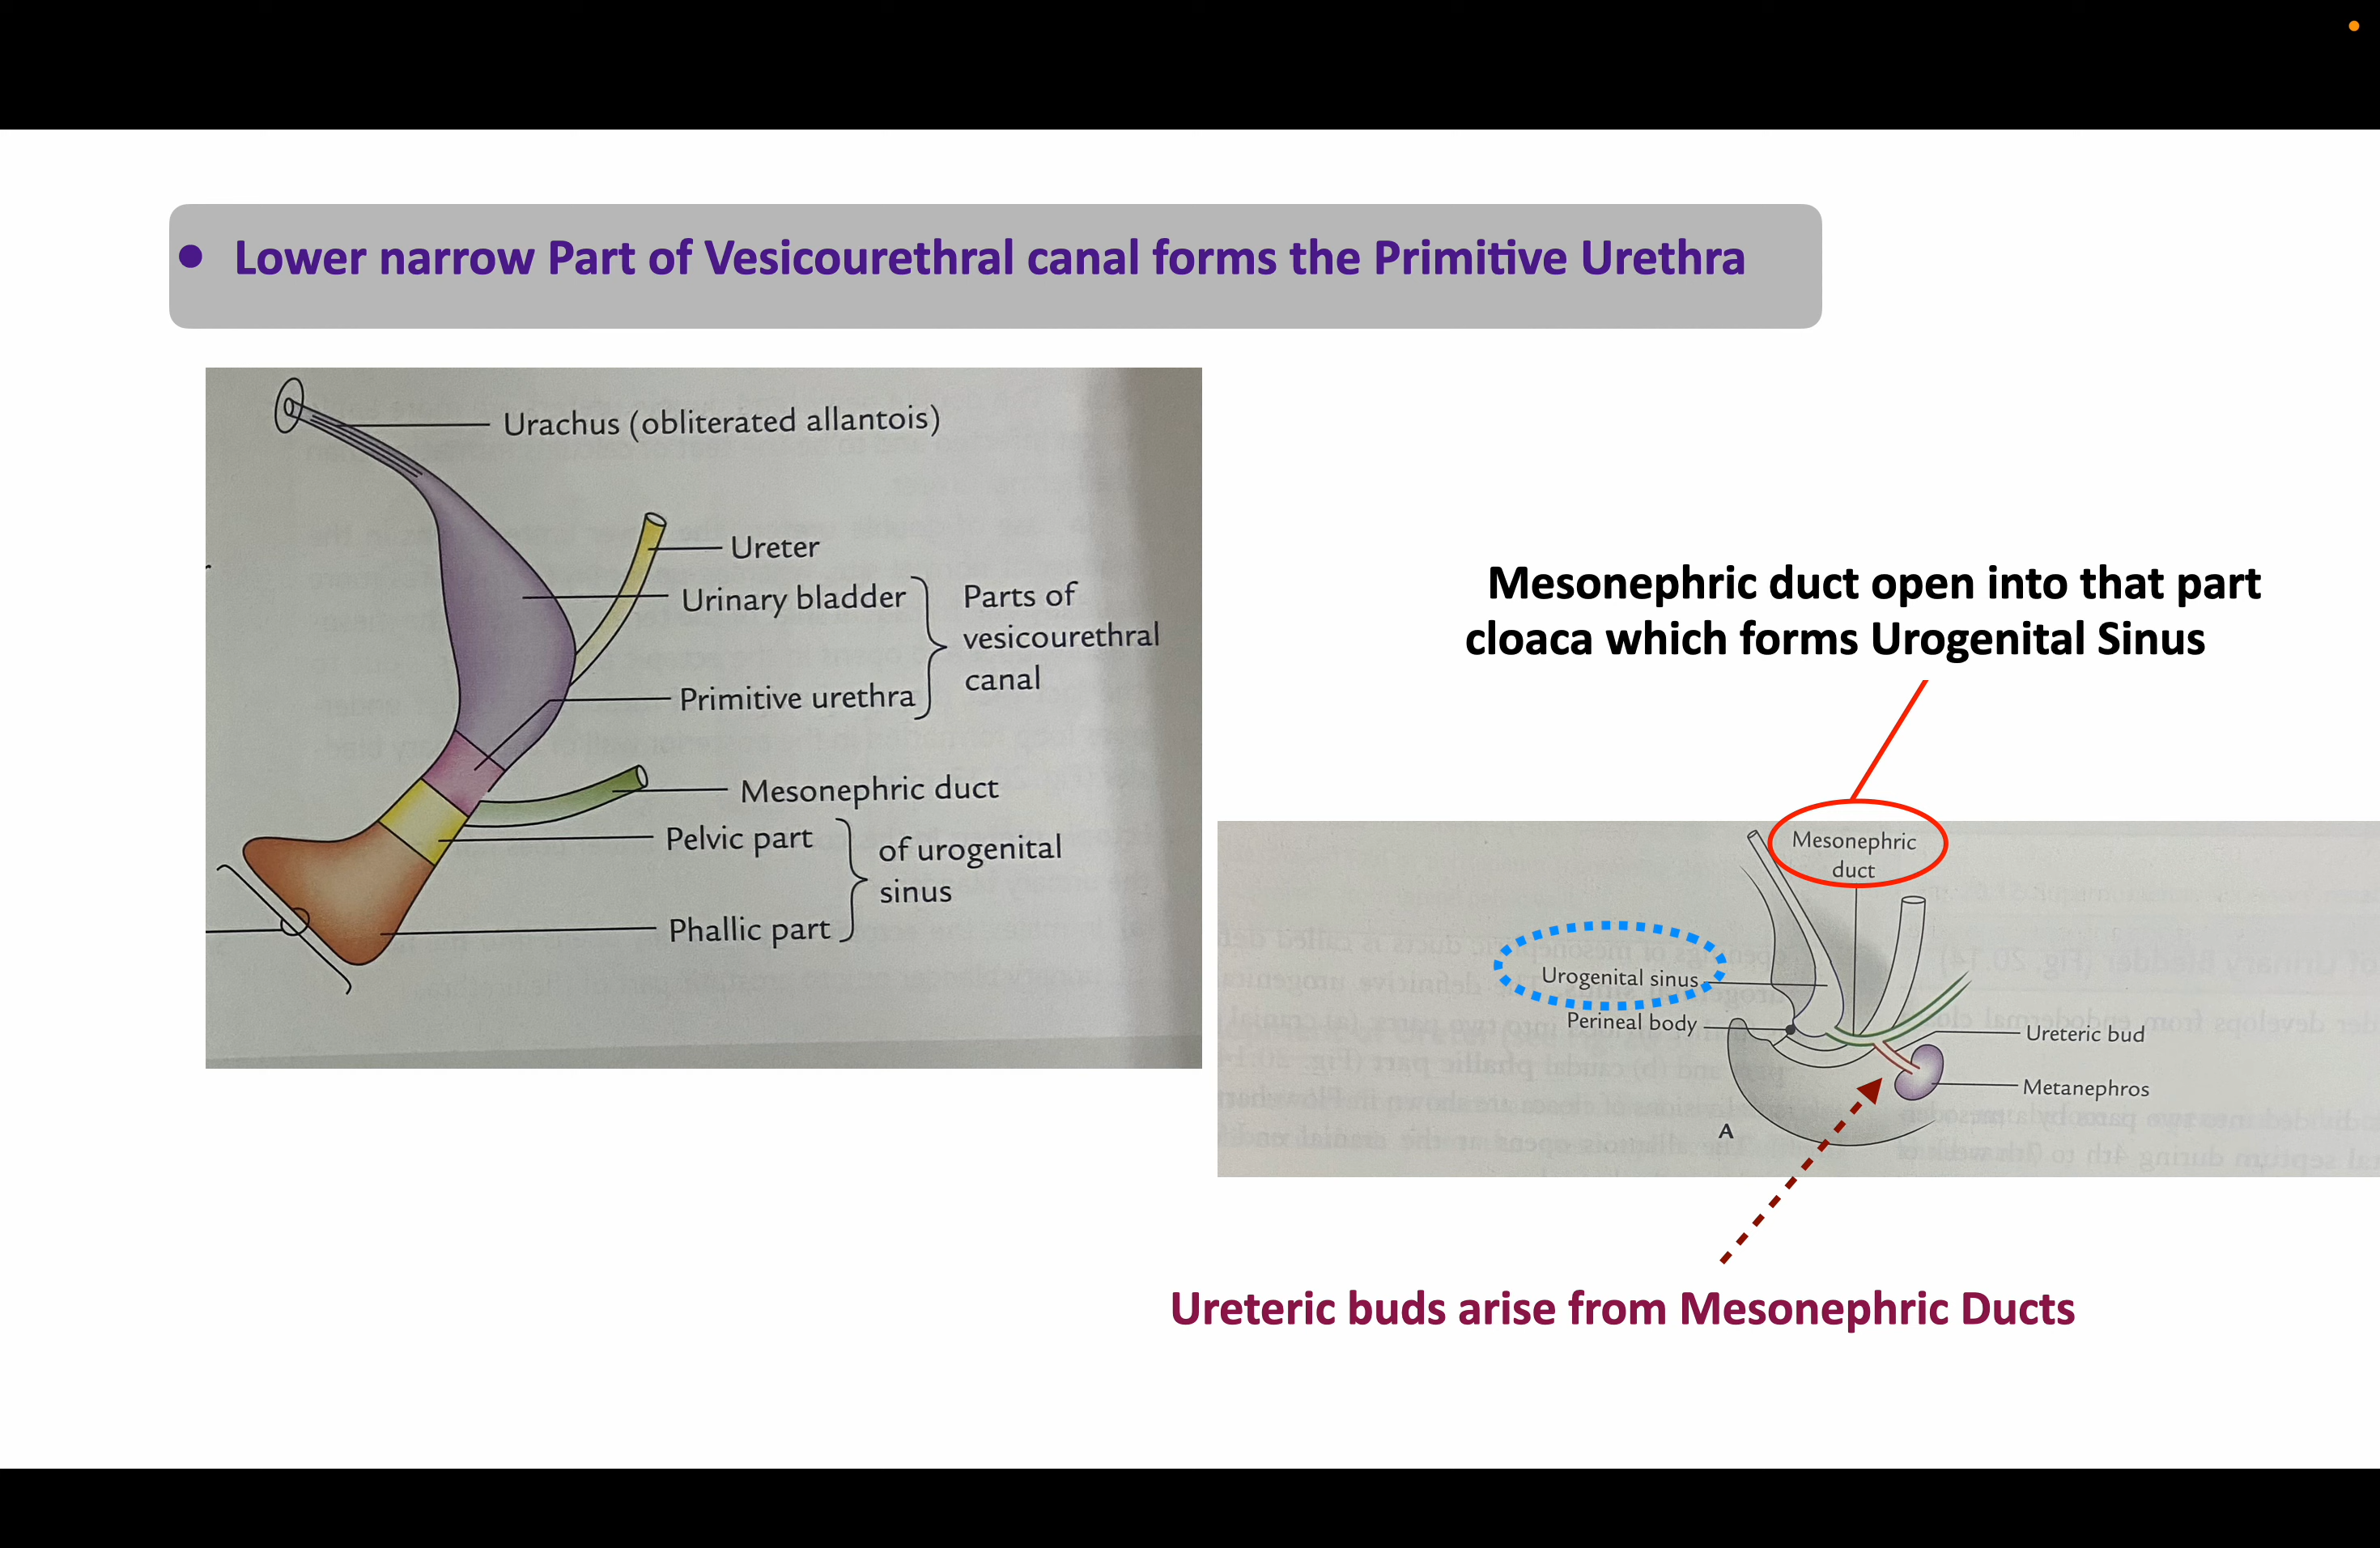 • Lower narrow Part of Vesicourethral canal forms the Primitive Urethra
Urachus (obliterated allantois)
Ureter
Urinary bladder
Primitive urethra
Parts of
vesicourethral
canal
Mesonephric duct
Pelvic part
Phallic part
of urogenital
sinus
Mesonephric duct open into that part
cloaca which forms Urogenital Sinus
Mesonephric
duct
Urogenital sinus
Perineal body
Ureteric bud
Metanephros
A
Ureteric buds arise from Mesonephric Ducts